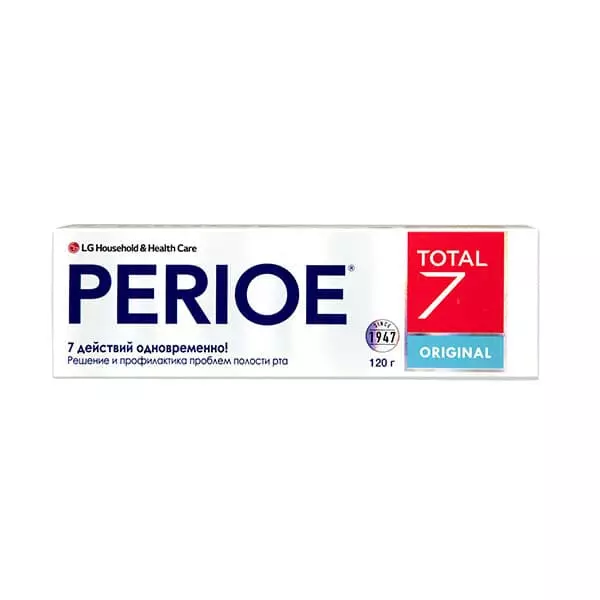 LG Household & Health Care
PERIOE®
7 действий одновременно!
Решение и профилактика проблем полости рта
SINCE
1947
120 г
TOTAL
7
ORIGINAL